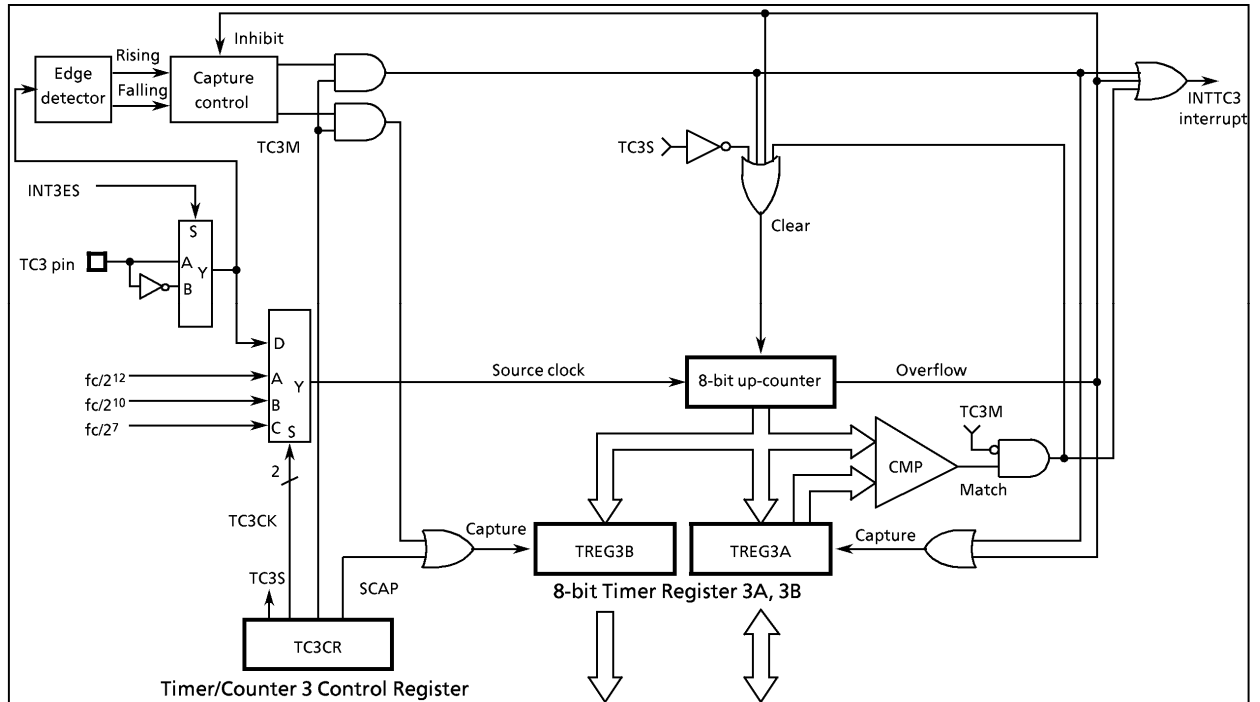 Inhibit
Rising
Falling
Edge
detector
Capture
control
TC3M
TC3S
INTTC3
interrupt
INT3ES
S
A
B
Y
TC3 pin
Clear
D
A
B
C
S
Y
fc/2¹²
fc/2¹⁰
fc/2⁷
Source clock
8-bit up-counter
Overflow
TC3M
CMP
Match
2
TC3CK
TC3S
SCAP
Capture
TREG3B
TREG3A
Capture
8-bit Timer Register 3A, 3B
TC3CR
Timer/Counter 3 Control Register